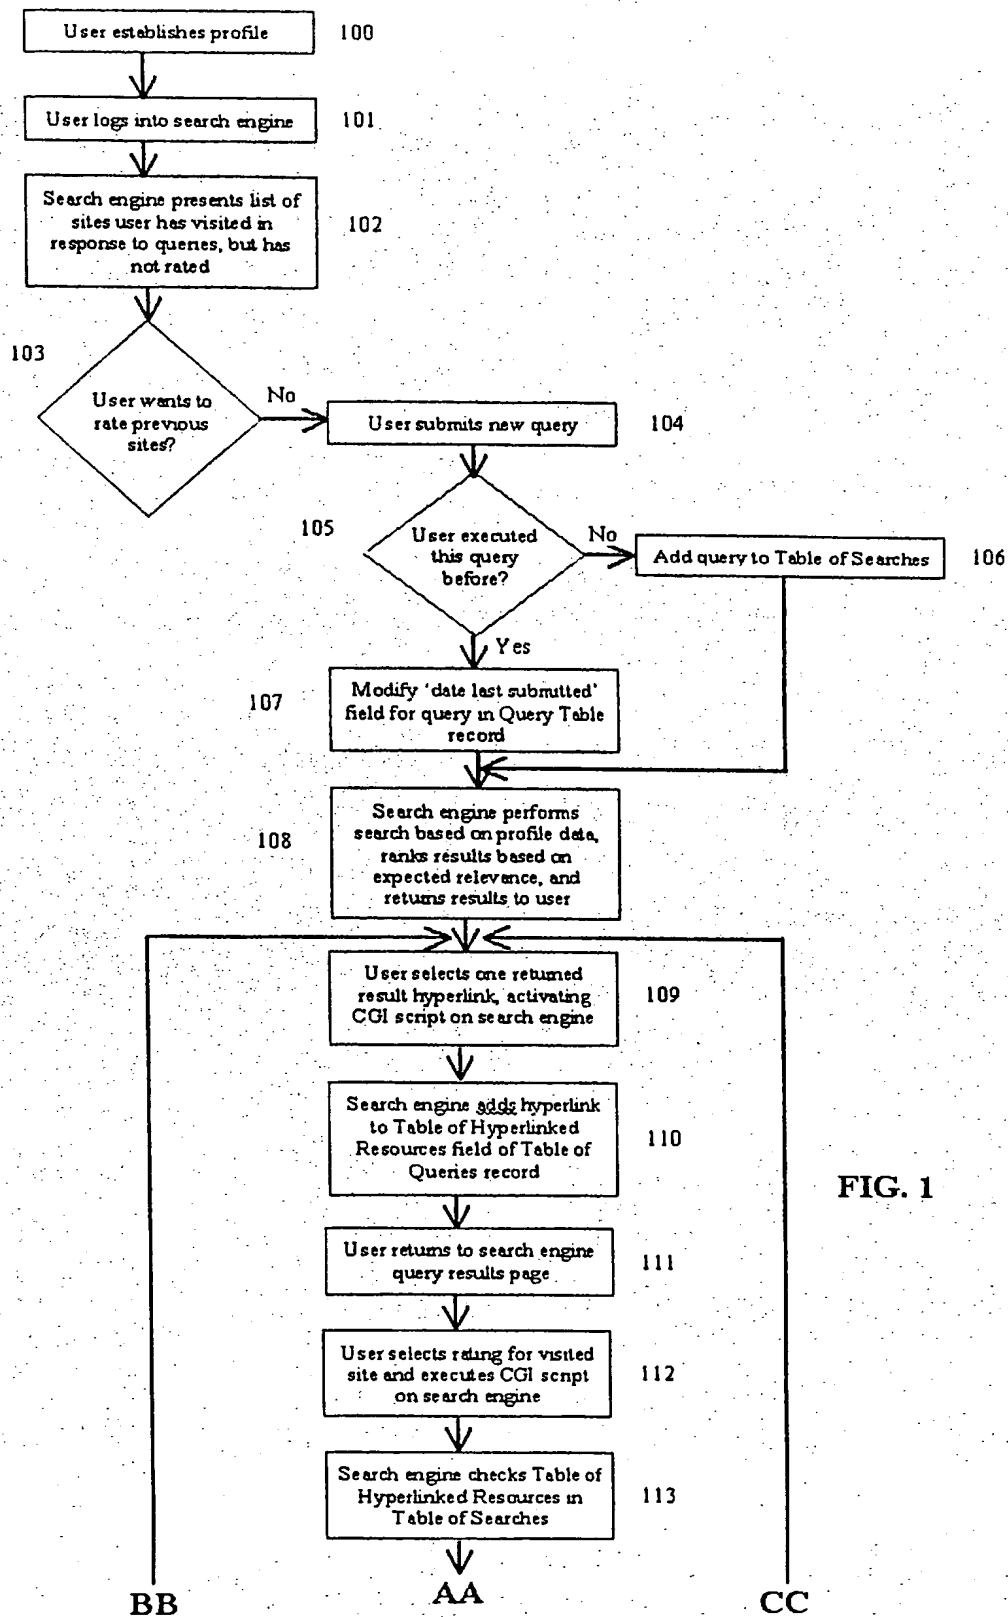 User establishes profile
100
User logs into search engine
101
Search engine presents list of
sites user has visited in
response to queries, but has
not rated
102
103
User wants to
rate previous
sites?
No
User submits new query
104
105
User executed
this query
before?
No
Add query to Table of Searches
106
Yes
107
Modify 'date last submitted'
field for query in Query Table
record
108
Search engine performs
search based on profile data,
ranks results based on
expected relevance, and
returns results to user
User selects one returned
result hyperlink, activating
CGI script on search engine
109
Search engine adds hyperlink
to Table of Hyperlinked
Resources field of Table of
Queries record
110
FIG. 1
User returns to search engine
query results page
111
User selects rating for visited
site and executes CGI script
on search engine
112
Search engine checks Table of
Hyperlinked Resources in
Table of Searches
113
BB
AA
CC